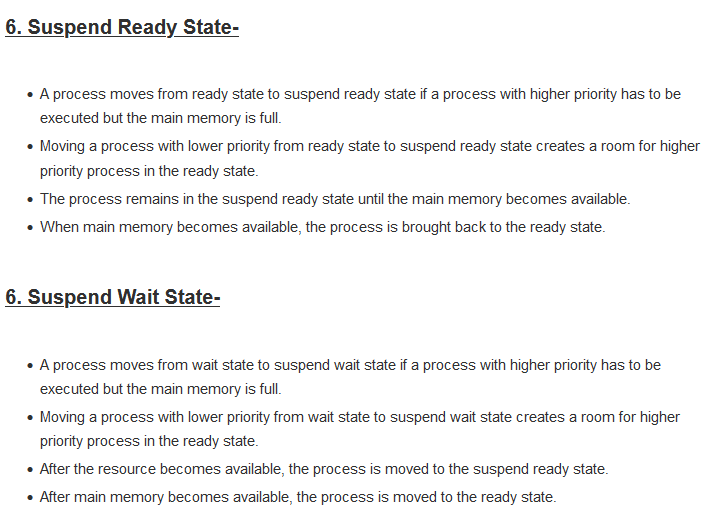 6. Suspend Ready State-
• A process moves from ready state to suspend ready state if a process with higher priority has to be
executed but the main memory is full.
• Moving a process with lower priority from ready state to suspend ready state creates a room for higher
priority process in the ready state.
• The process remains in the suspend ready state until the main memory becomes available.
• When main memory becomes available, the process is brought back to the ready state.
6. Suspend Wait State-
• A process moves from wait state to suspend wait state if a process with higher priority has to be
executed but the main memory is full.
• Moving a process with lower priority from wait state to suspend wait state creates a room for higher
priority process in the ready state.
• After the resource becomes available, the process is moved to the suspend ready state.
• After main memory becomes available, the process is moved to the ready state.